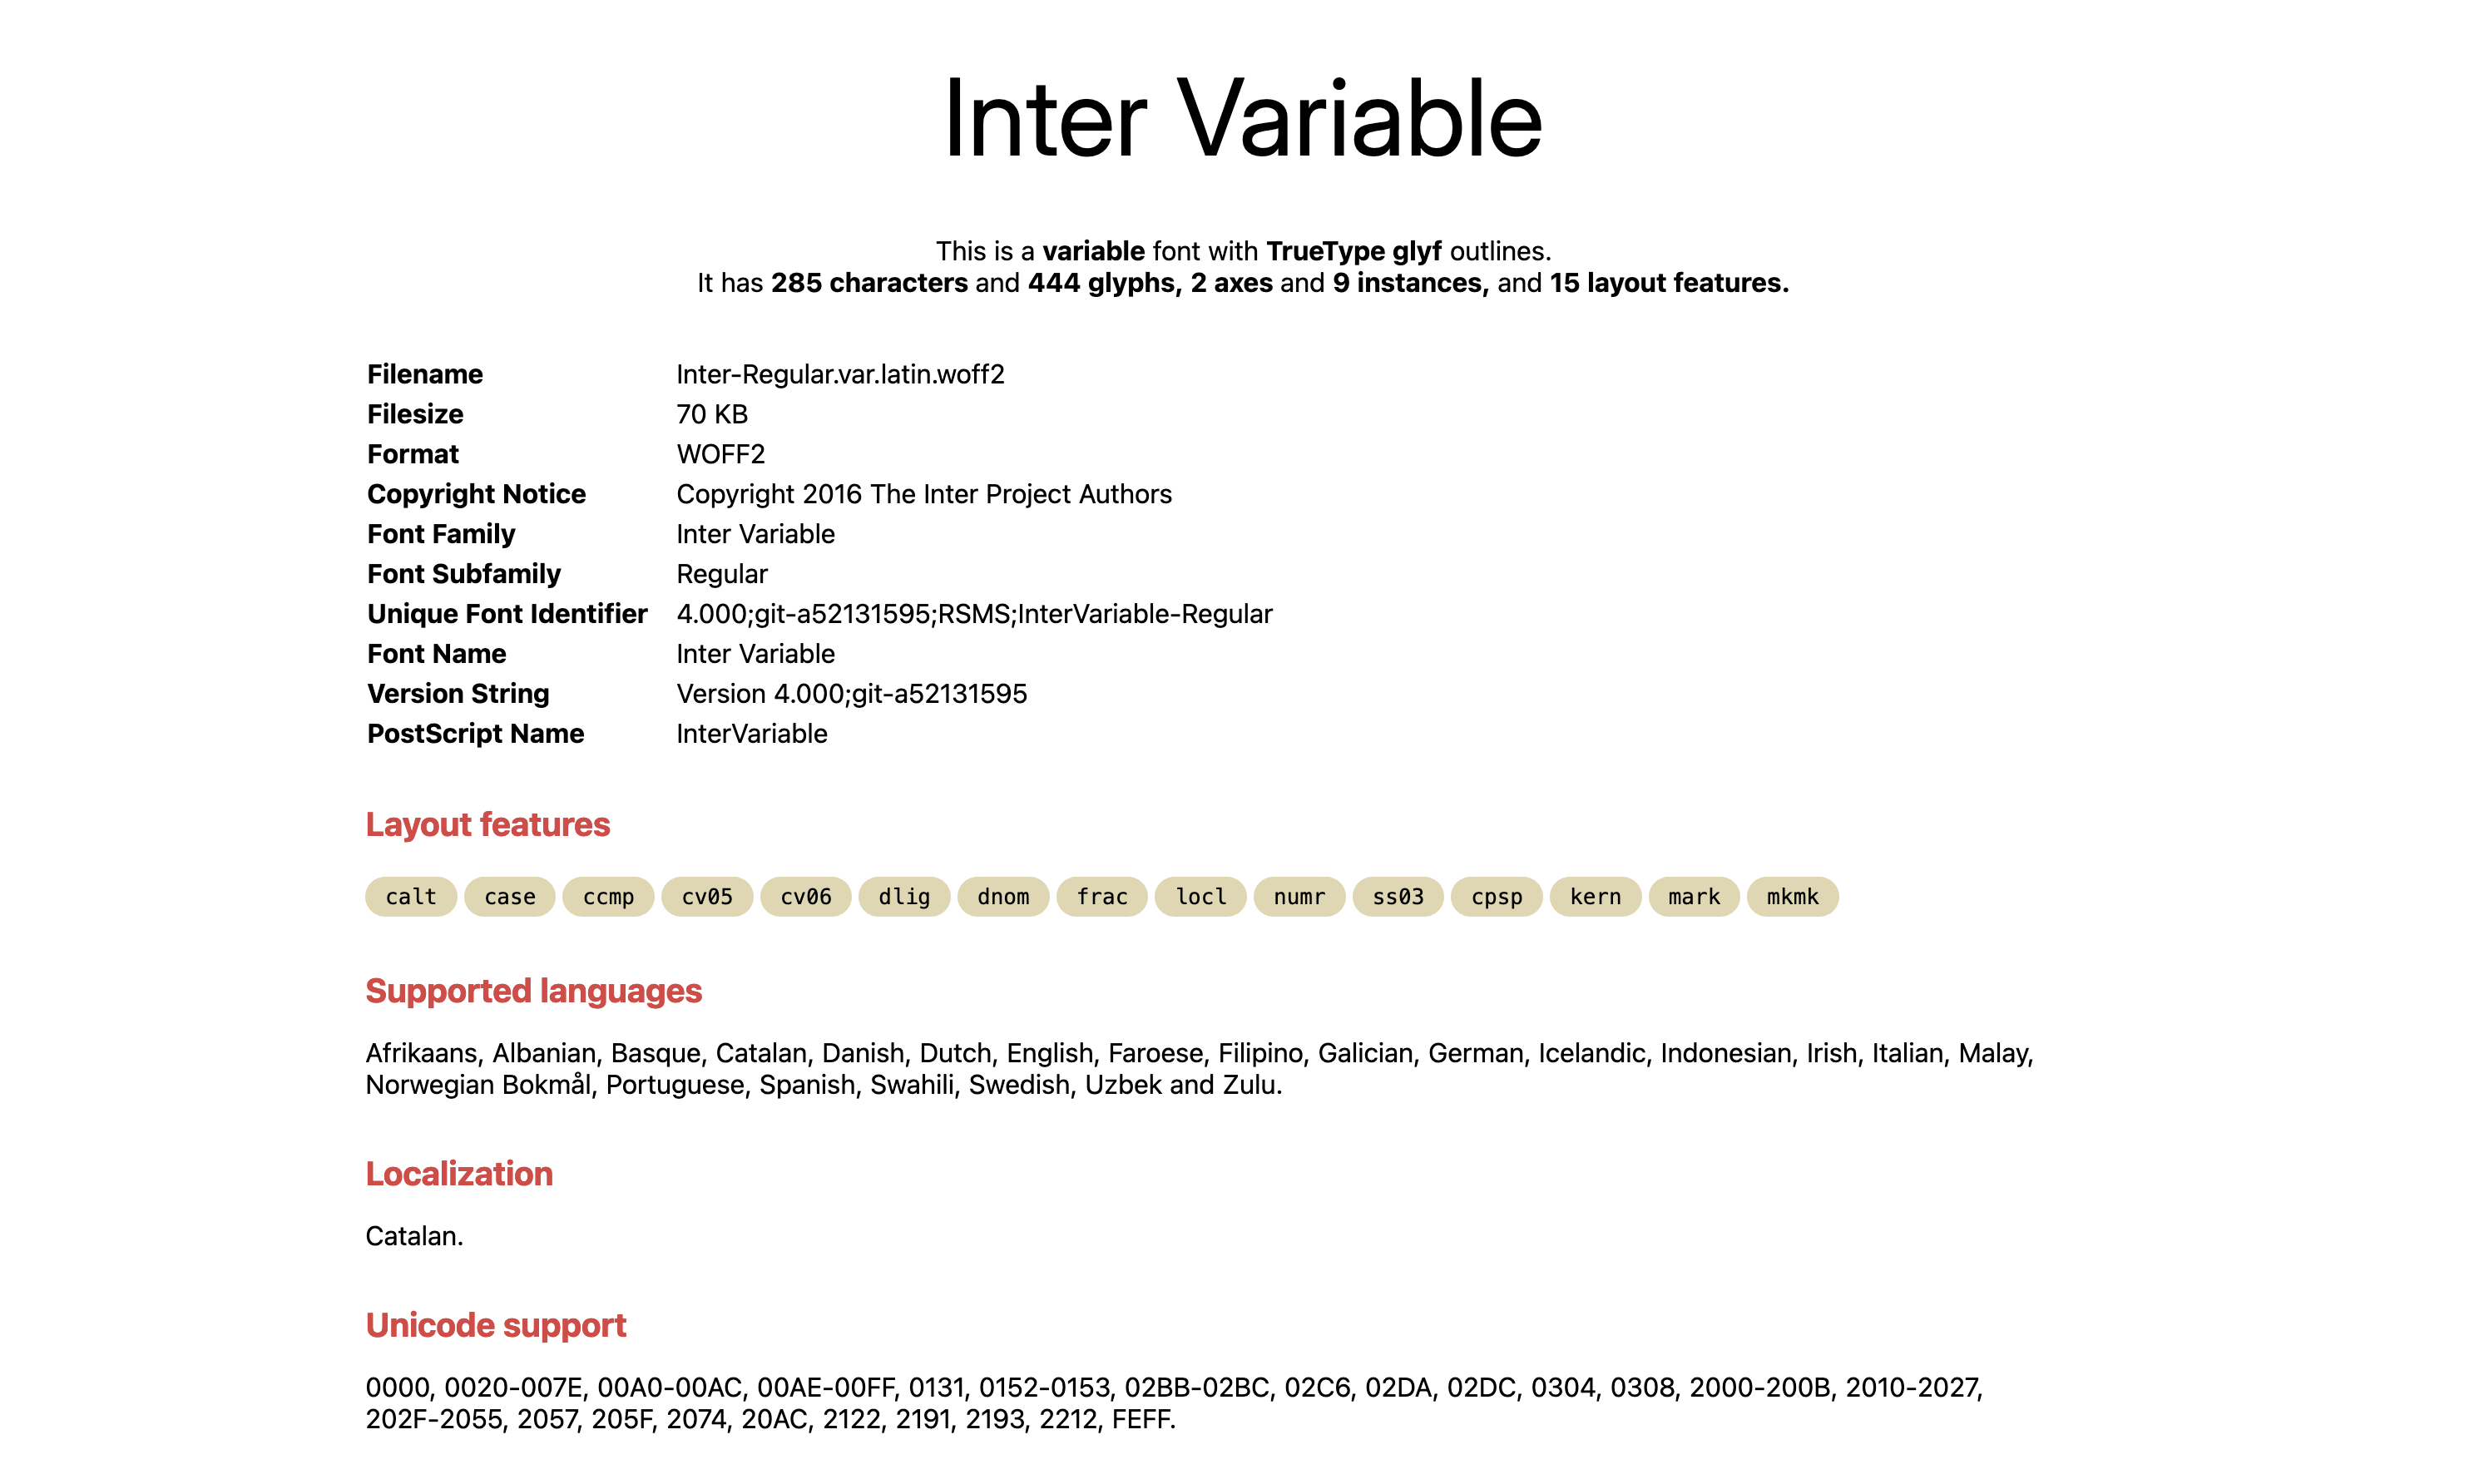 Inter Variable
This is a variable font with TrueType glyf outlines.
It has 285 characters and 444 glyphs, 2 axes and 9 instances, and 15 layout features.
Filename Inter-Regular.var.latin.woff2
Filesize 70 KB
Format WOFF2
Copyright Notice Copyright 2016 The Inter Project Authors
Font Family Inter Variable
Font Subfamily Regular
Unique Font Identifier 4.000;git-a52131595;RSMS;InterVariable-Regular
Font Name Inter Variable
Version String Version 4.000;git-a52131595
PostScript Name InterVariable
Layout features
calt case ccmp cv05 cv06 dlig dnom frac locl numr ss03 cpsp kern mark mkmk
Supported languages
Afrikaans, Albanian, Basque, Catalan, Danish, Dutch, English, Faroese, Filipino, Galician, German, Icelandic, Indonesian, Irish, Italian, Malay,
Norwegian Bokmål, Portuguese, Spanish, Swahili, Swedish, Uzbek and Zulu.
Localization
Catalan.
Unicode support
0000, 0020-007E, 00A0-00AC, 00AE-00FF, 0131, 0152-0153, 02BB-02BC, 02C6, 02DA, 02DC, 0304, 0308, 2000-200B, 2010-2027,
202F-2055, 2057, 205F, 2074, 20AC, 2122, 2191, 2193, 2212, FEFF.